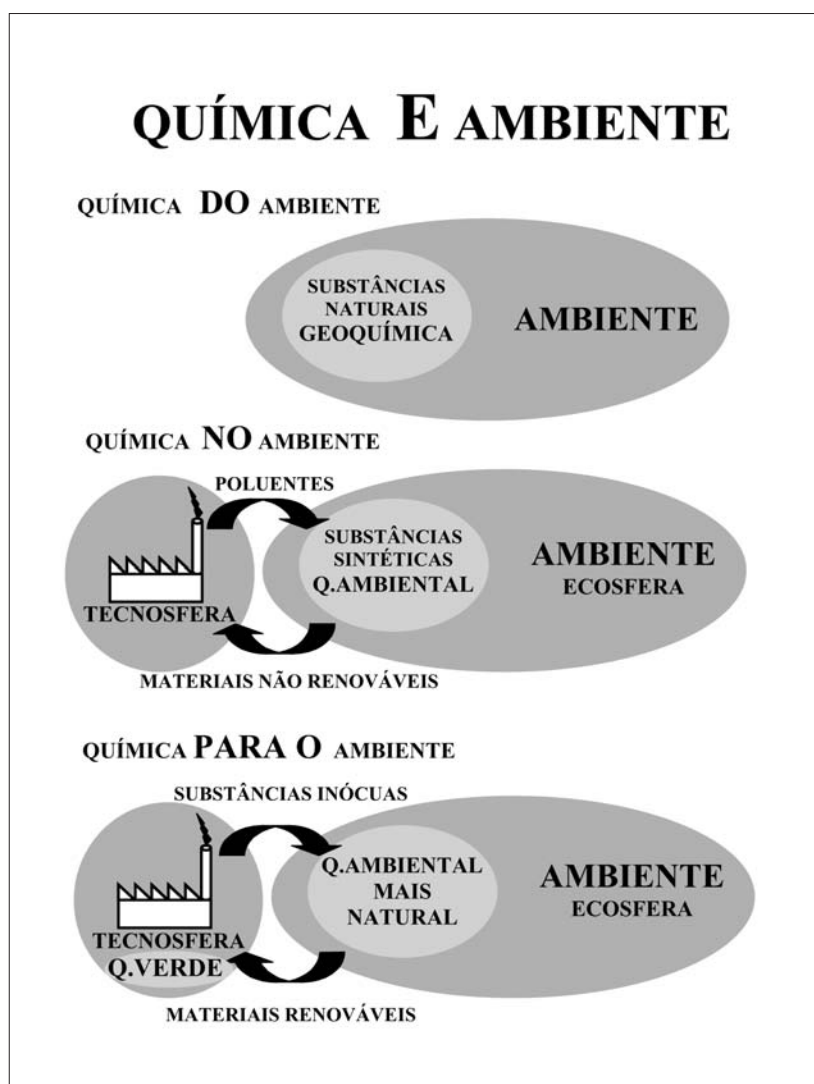 QUÍMICA E AMBIENTE
QUÍMICA DO AMBIENTE
SUBSTÂNCIAS
NATURAIS
GEOQUÍMICA
AMBIENTE
QUÍMICA NO AMBIENTE
POLUENTES
SUBSTÂNCIAS
SINTÉTICAS
Q.AMBIENTAL
AMBIENTE
ECOSFERA
TECNOSFERA
MATERIAIS NÃO RENOVÁVEIS
QUÍMICA PARA O AMBIENTE
SUBSTÂNCIAS INÓCUAS
Q.AMBIENTAL
MAIS
NATURAL
AMBIENTE
ECOSFERA
TECNOSFERA
Q.VERDE
MATERIAIS RENOVÁVEIS